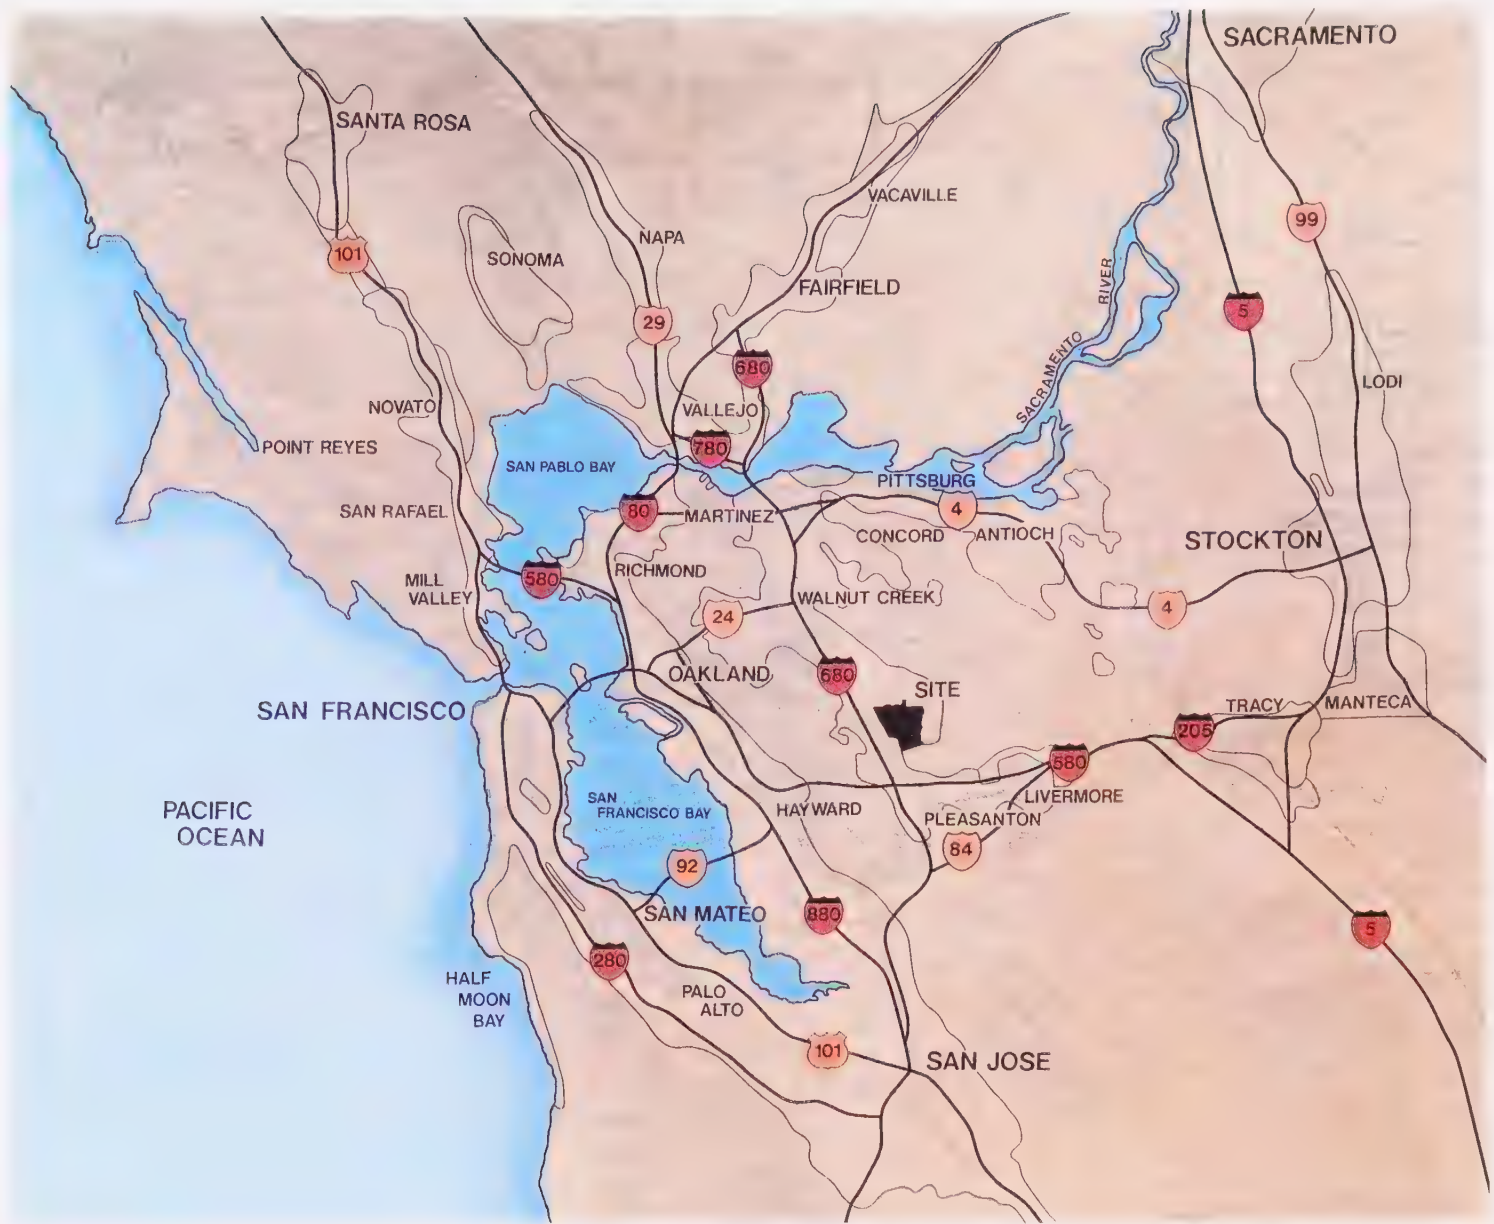 SACRAMENTO
SANTA ROSA
VACAVILLE
99
NAPA
101
SONOMA
RIVER
FAIRFIELD
5
29
680
SACRAMENTO
LODI
NOVATO
VALLEJO
POINT REYES
780
SAN PABLO BAY
PITTSBURG
SAN RAFAEL
80
MARTINEZ
4
CONCORD
ANTIOCH
STOCKTON
580
RICHMOND
MILL
VALLEY
WALNUT CREEK
24
4
OAKLAND
680
SITE
SAN FRANCISCO
TRACY
MANTECA
205
580
SAN
FRANCISCO BAY
HAYWARD
LIVERMORE
PACIFIC
OCEAN
PLEASANTON
84
92
SAN MATEO
880
5
280
HALF
MOON
BAY
PALO
ALTO
101
SAN JOSE